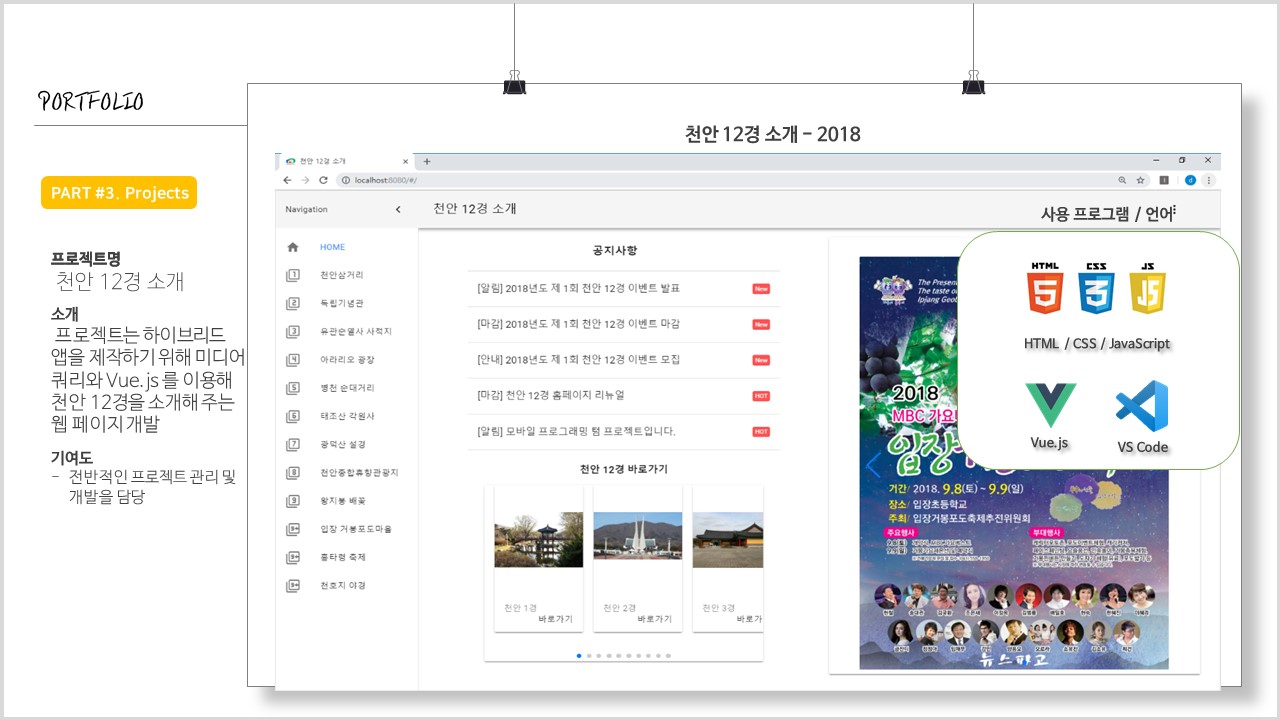 PORTFOLIO
PART #3. Projects
프로젝트명
천안 12경 소개
소개
프로젝트는 하이브리드
앱을 제작하기 위해 미디어
쿼리와 Vue.js 를 이용해
천안 12경을 소개해 주는
웹 페이지 개발
기여도
- 전반적인 프로젝트 관리 및
개발을 담당
천안 12경 소개 - 2018
천안 12경 소개
localhost:8080/#/
Navigation
천안 12경 소개
HOME
천안삼거리
독립기념관
유관순열사 사적지
아라리오 광장
병천 순대거리
태조산 각원사
광덕산 설경
천안종합휴양관광지
왕지봉 배꽃
입장 거봉포도마을
흥타령 축제
천호지 야경
공지사항
[알림] 2018년도 제 1회 천안 12경 이벤트 발표 New
[마감] 2018년도 제 1회 천안 12경 이벤트 마감 New
[안내] 2018년도 제 1회 천안 12경 이벤트 모집 New
[마감] 천안 12경 홈페이지 리뉴얼 HOT
[알림] 모바일 프로그래밍 텀 프로젝트입니다. HOT
천안 12경 바로가기
천안 1경
바로가기
천안 2경
바로가기
천안 3경
바로가
사용 프로그램 / 언어
HTML CSS JS
5 3 JS
HTML / CSS / JavaScript
Vue.js
VS Code
The Presen
The taste o
Ipjang Geob
2018
MBC 가요
입장
기간/ 2018. 9.8(토) ~ 9.9(일)
장소/ 입장초등학교
주최/ 입장거봉포도축제추진위원회
주요행사
부대행사
뉴스파고